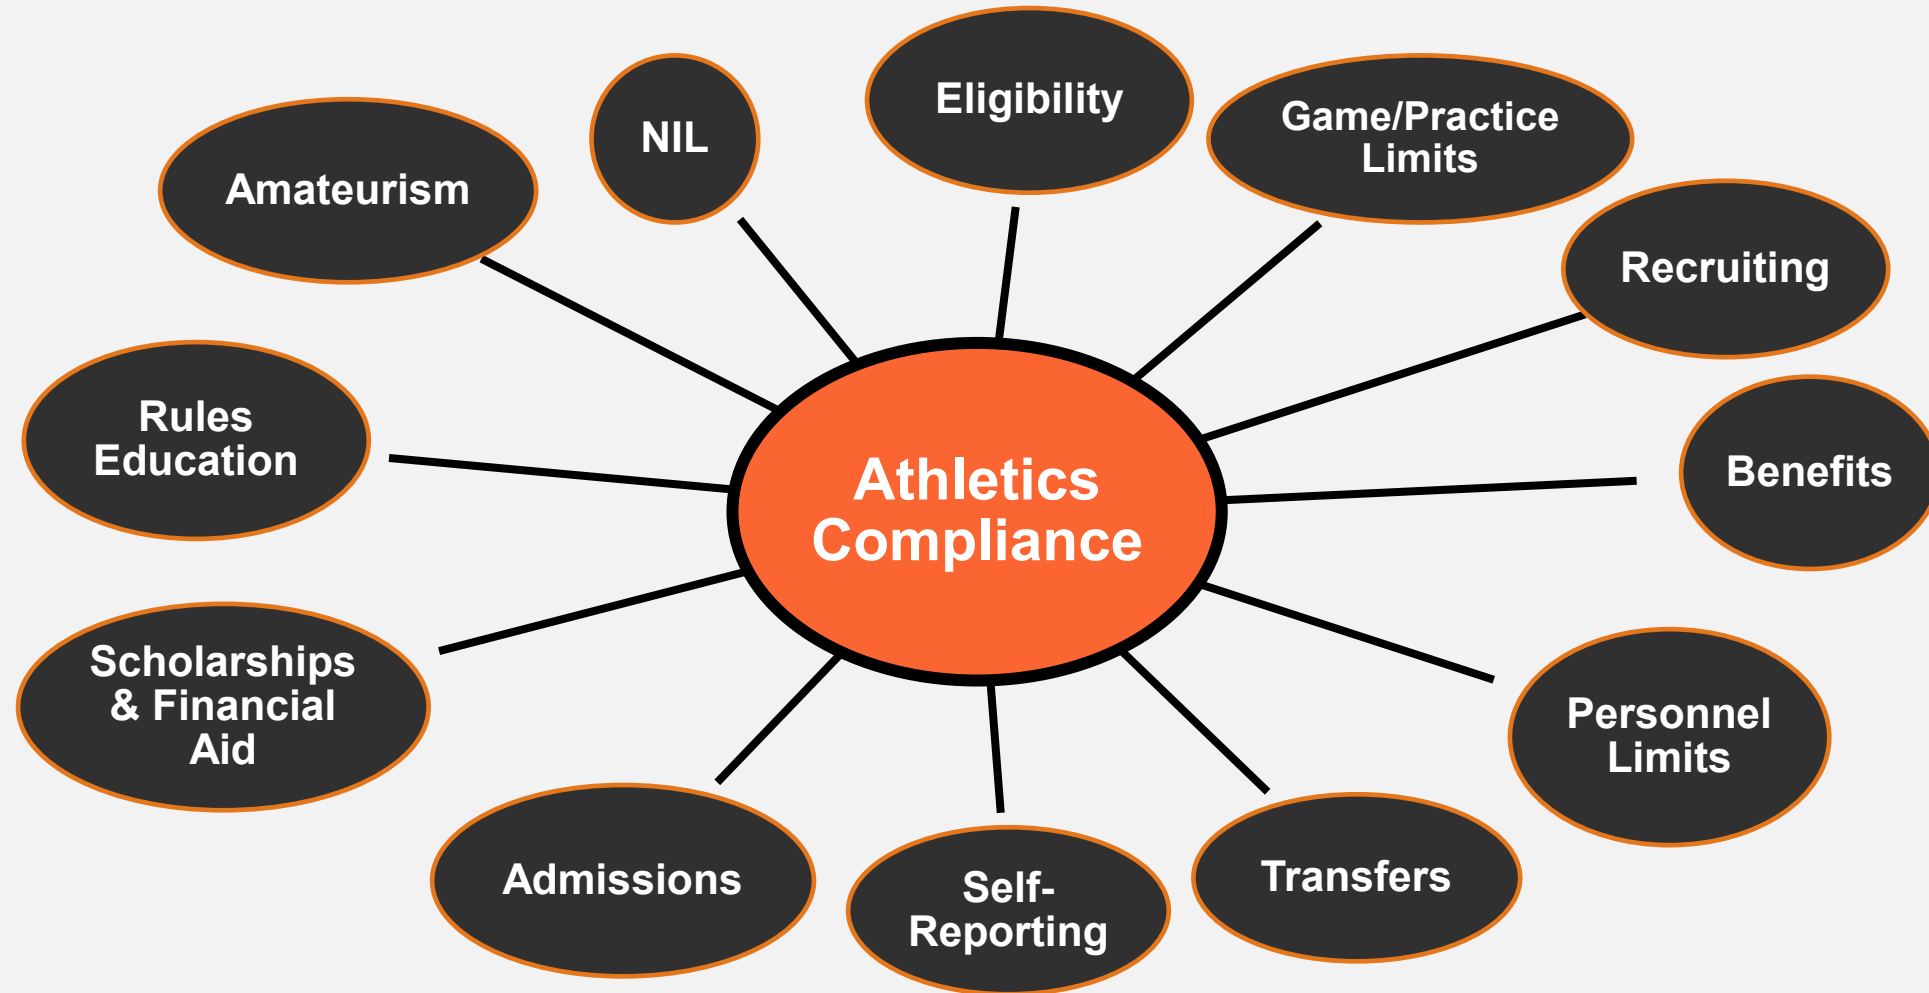 Eligibility
NIL
Game/Practice
Limits
Amateurism
Recruiting
Rules
Education
Athletics
Compliance
Benefits
Scholarships
& Financial
Aid
Personnel
Limits
Admissions
Self-
Reporting
Transfers